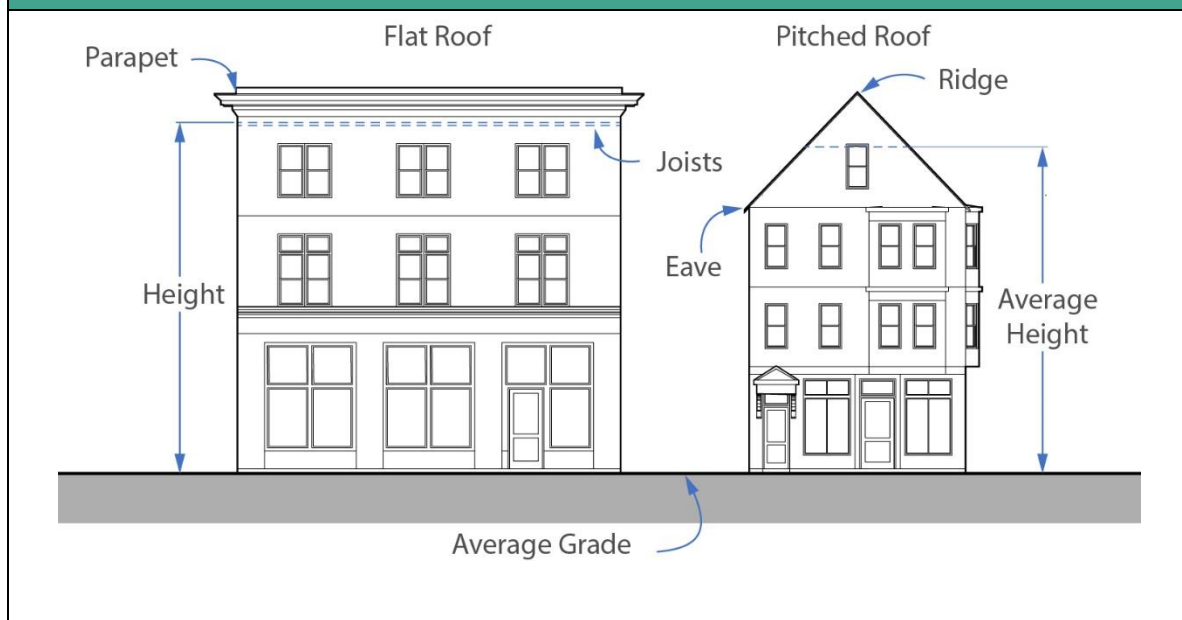 Flat Roof
Pitched Roof
Parapet
Ridge
Joists
Eave
Height
Average
Height
Average Grade